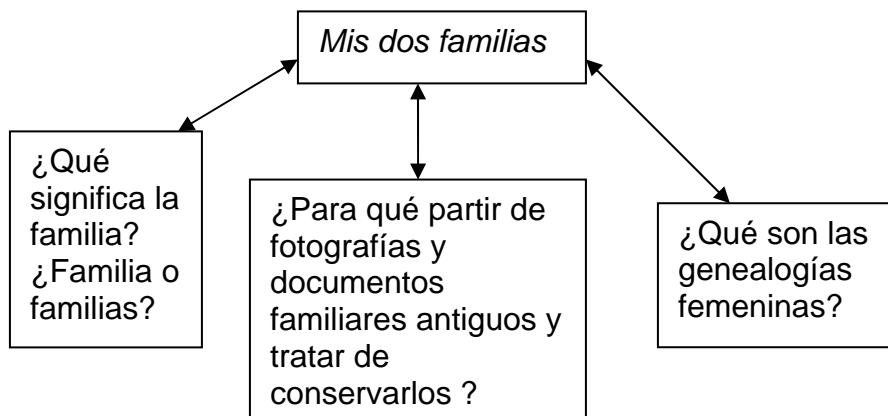 Mis dos familias
¿Qué
significa la
familia?
¿Familia o
familias?
¿Para qué partir de
fotografías y
documentos
familiares antiguos y
tratar de
conservarlos ?
¿Qué son las
genealogías
femeninas?